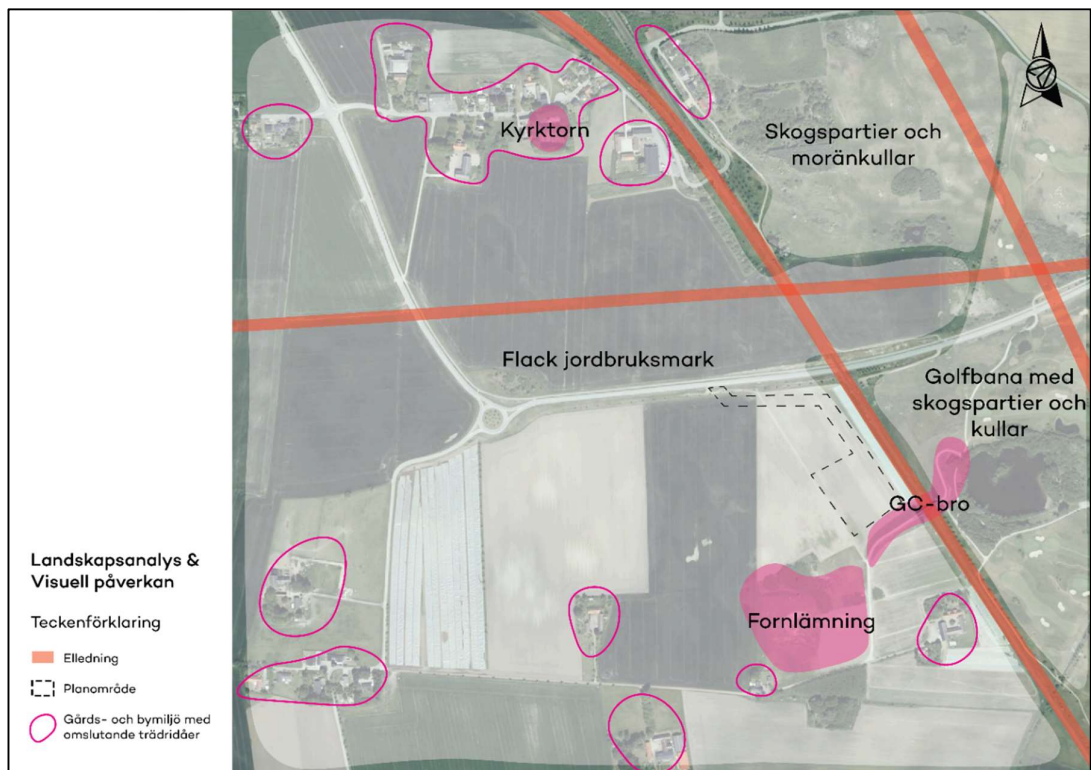 Kyrktorn
Skogspartier och
moränkullar
Flack jordbruksmark
Golfbana med
skogspartier och
kullar
GC-bro
Fornlämning
Landskapsanalys &
Visuell påverkan
Teckenförklaring
Elledning
Planområde
Gårds- och bymiljö med
omslutande trädridåer